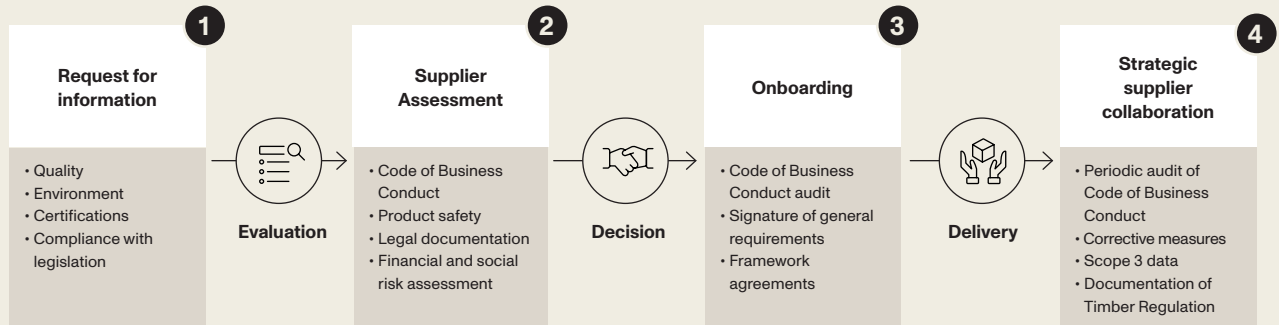 1
Request for
information
• Quality
• Environment
• Certifications
• Compliance with
legislation
Evaluation
2
Supplier
Assessment
• Code of Business
Conduct
• Product safety
• Legal documentation
• Financial and social
risk assessment
Decision
3
Onboarding
• Code of Business
Conduct audit
• Signature of general
requirements
• Framework
agreements
Delivery
4
Strategic
supplier
collaboration
• Periodic audit of
Code of Business
Conduct
• Corrective measures
• Scope 3 data
• Documentation of
Timber Regulation